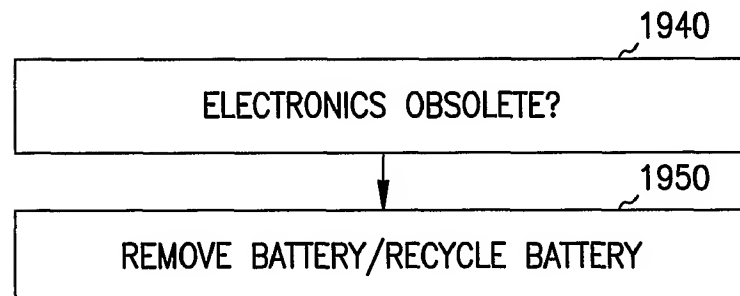 1940
ELECTRONICS OBSOLETE?
1950
REMOVE BATTERY/RECYCLE BATTERY